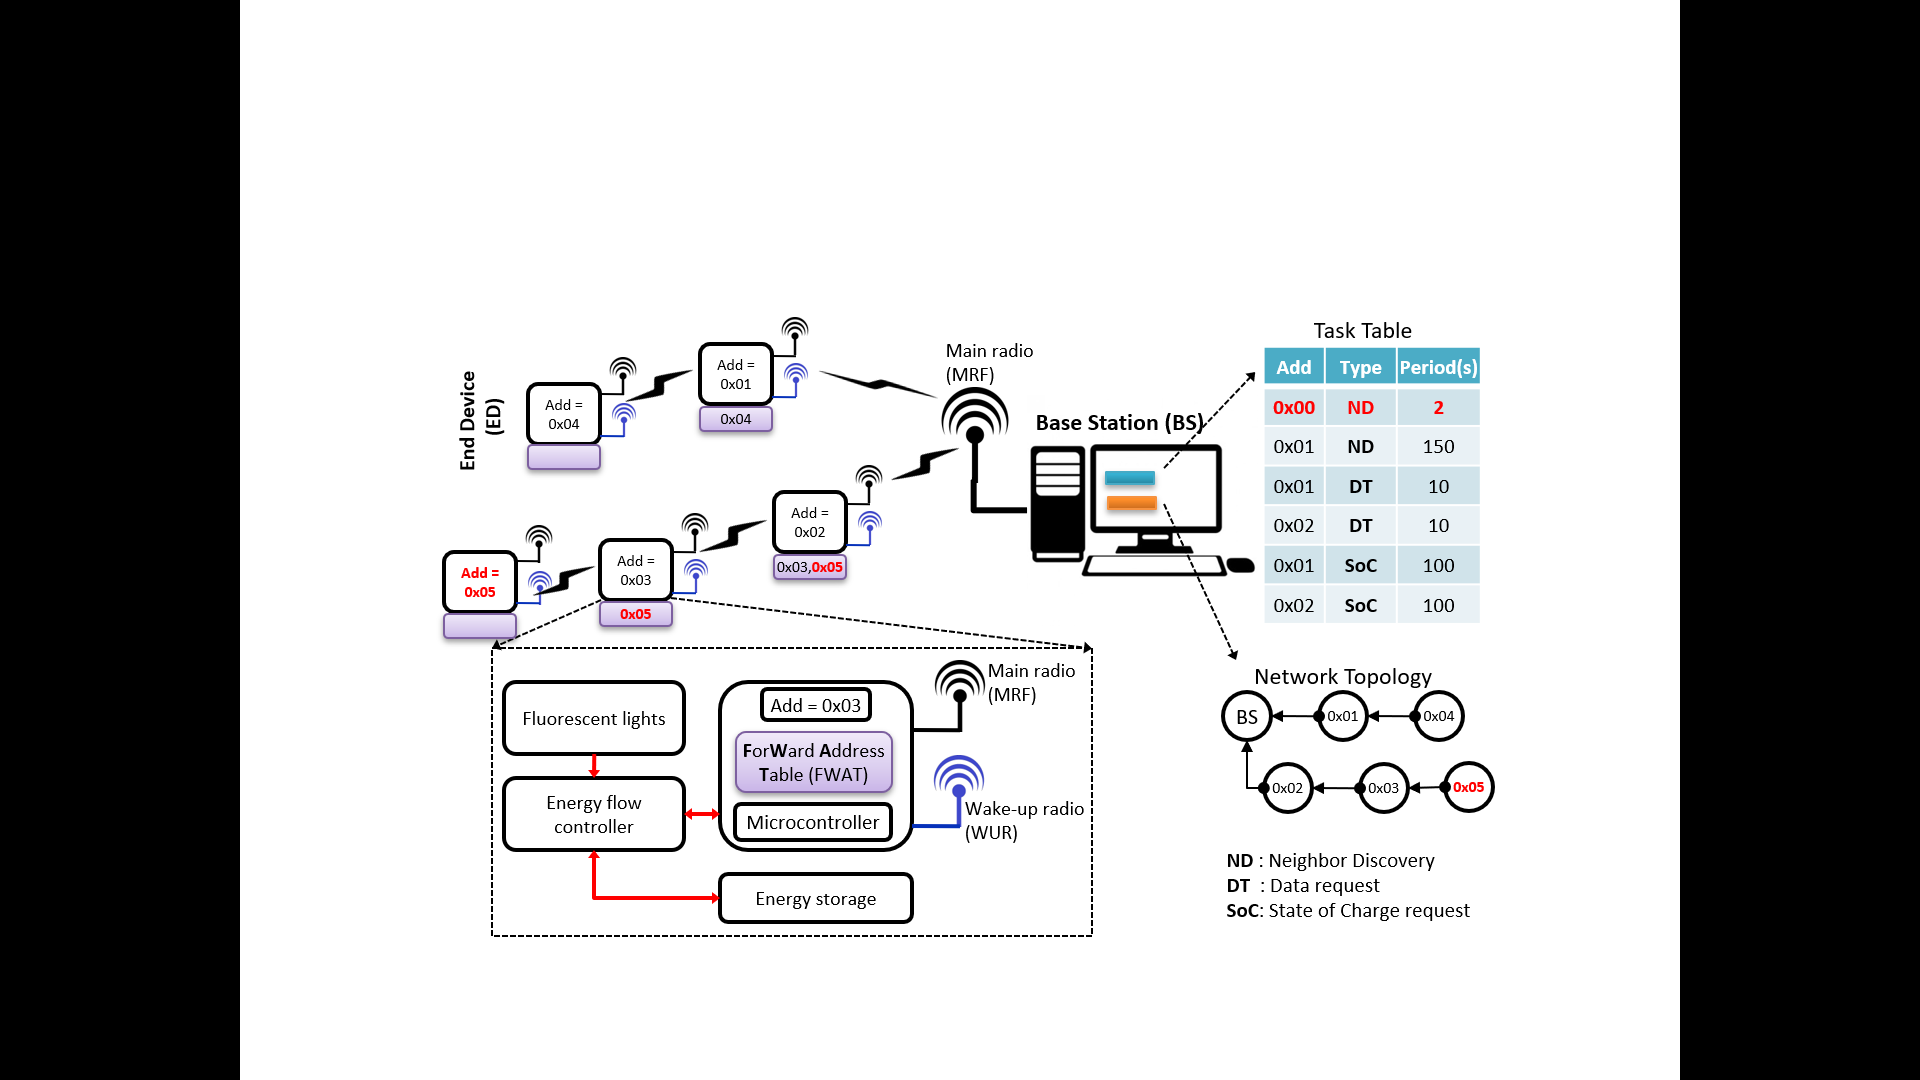 End Device
(ED)
Add =
0x04
Add =
0x01
0x04
Main radio
(MRF)
Base Station (BS)
Add =
0x02
0x03,0x05
Add =
0x03
0x05
Add =
0x05
Task Table
Add Type Period(s)
0x00 ND 2
0x01 ND 150
0x01 DT 10
0x02 DT 10
0x01 SoC 100
0x02 SoC 100
Fluorescent lights
Energy flow
controller
Add = 0x03
ForWard Address
Table (FWAT)
Microcontroller
Energy storage
Main radio
(MRF)
Wake-up radio
(WUR)
Network Topology
BS 0x01 0x04
0x02 0x03 0x05
ND : Neighbor Discovery
DT : Data request
SoC: State of Charge request